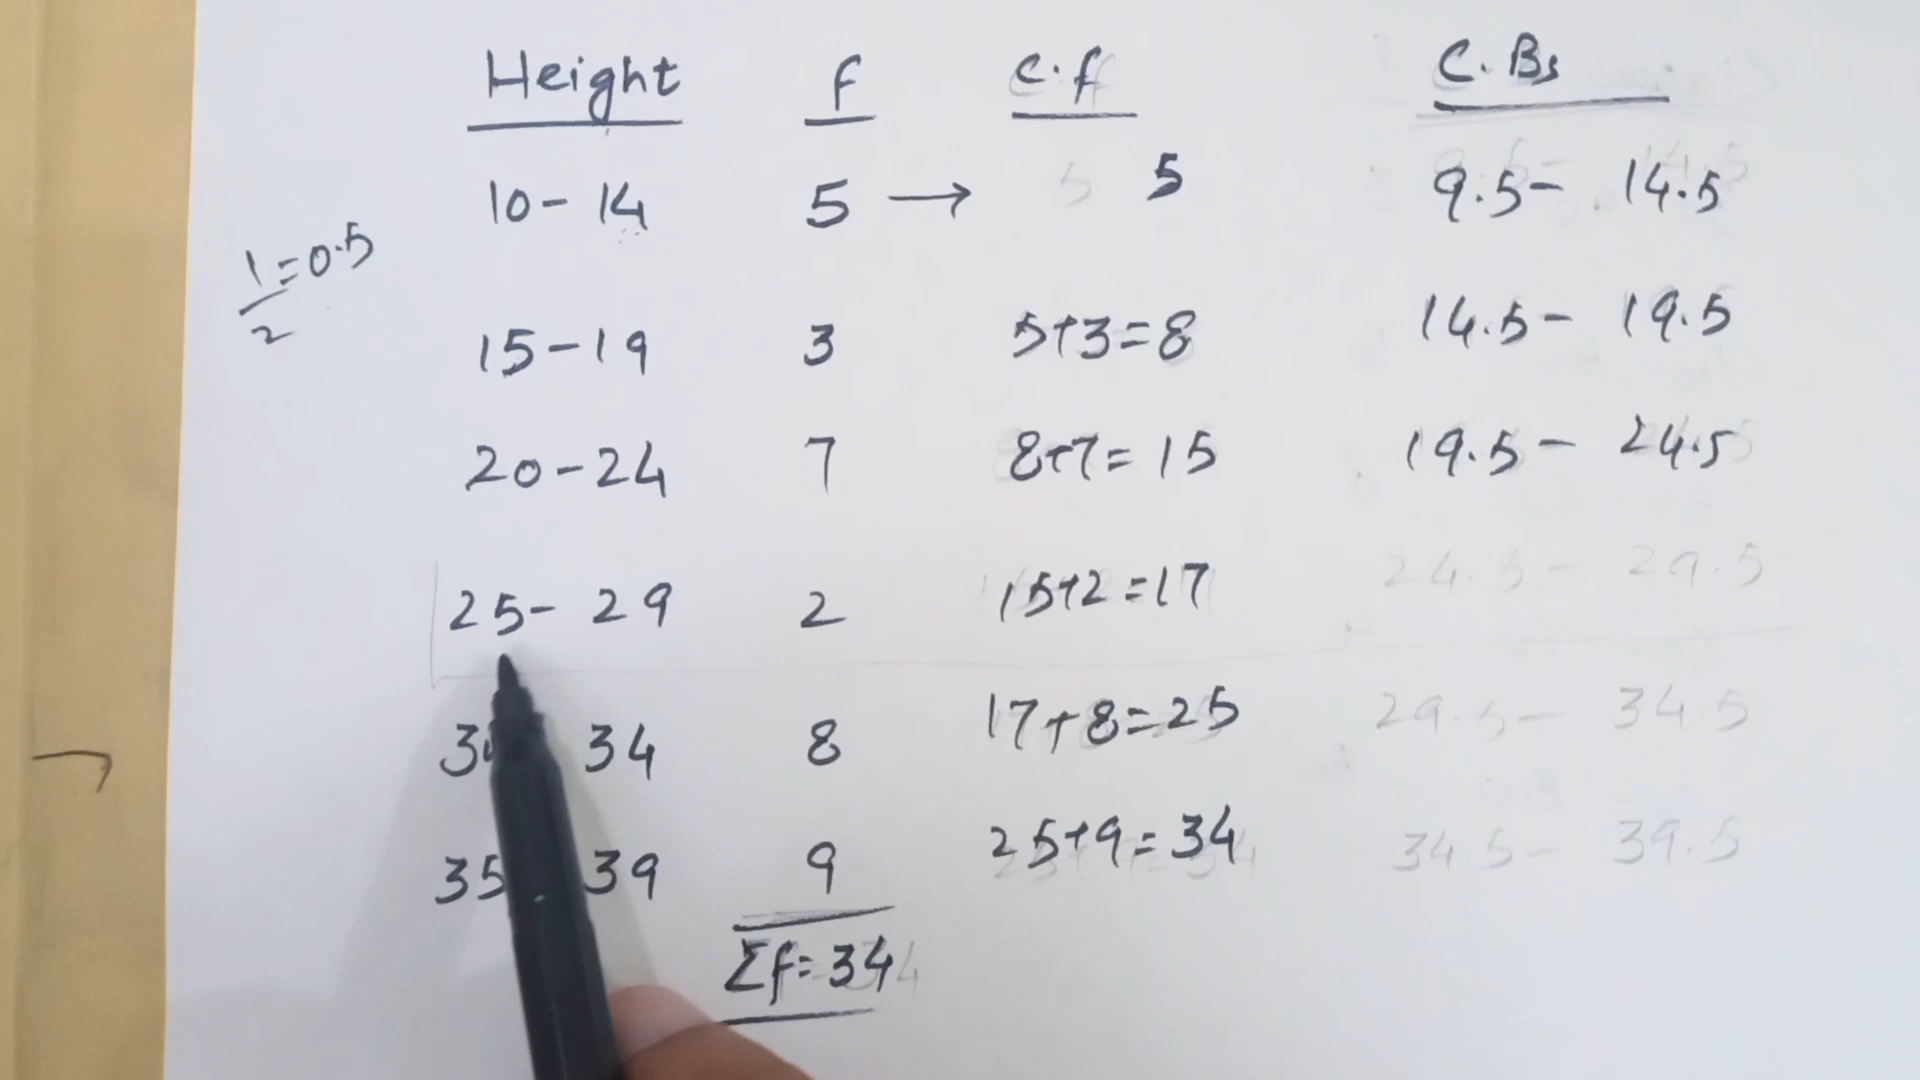 Height f c.f C.Bs
10-14 5 → 5 9.5- 14.5
1/2=0.5
15-19 3 5+3=8 14.5- 19.5
20-24 7 8+7=15 19.5- 24.5
25- 29 2 15+2=17 24.5- 29.5
34 8 17+8=25 29.5- 34.5
35 39 9 25+9=34 34.5- 39.5
Σf=34